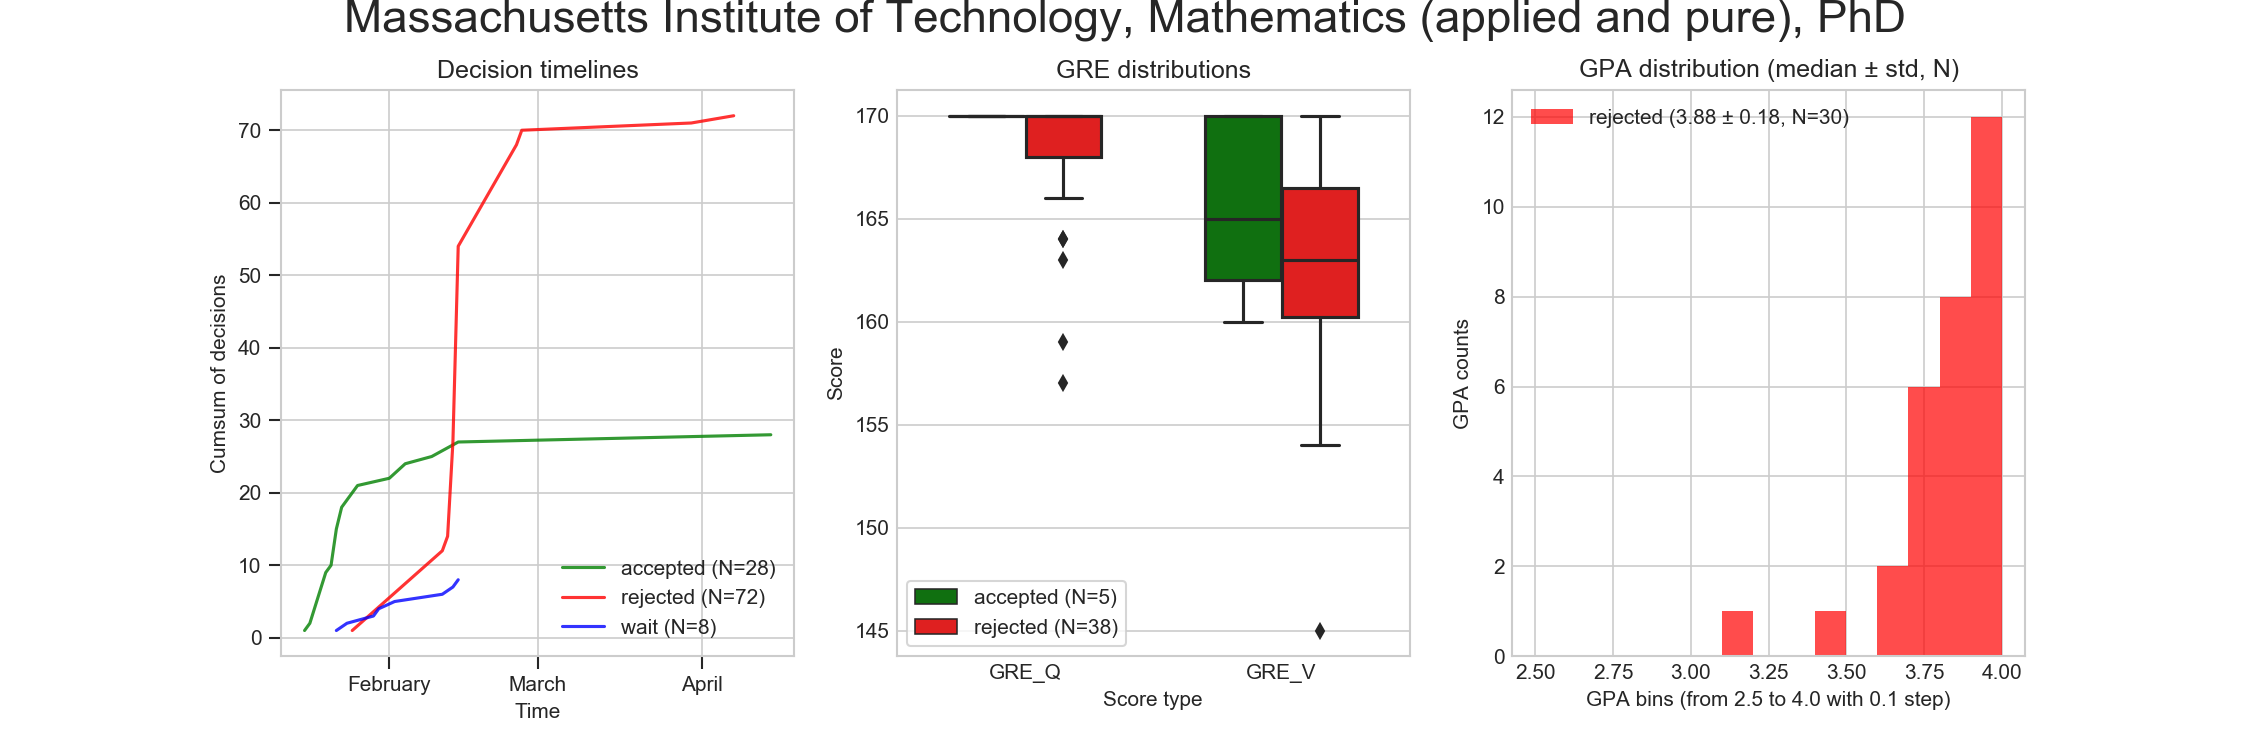 Massachusetts Institute of Technology, Mathematics (applied and pure), PhD
Decision timelines
Cumsum of decisions
70
60
50
40
30
20
10
0
accepted (N=28)
rejected (N=72)
wait (N=8)
February
March
April
Time
GRE distributions
Score
170
165
160
155
150
145
accepted (N=5)
rejected (N=38)
GRE_Q
GRE_V
Score type
GPA distribution (median ± std, N)
rejected (3.88 ± 0.18, N=30)
GPA counts
12
10
8
6
4
2
0
2.50
2.75
3.00
3.25
3.50
3.75
4.00
GPA bins (from 2.5 to 4.0 with 0.1 step)